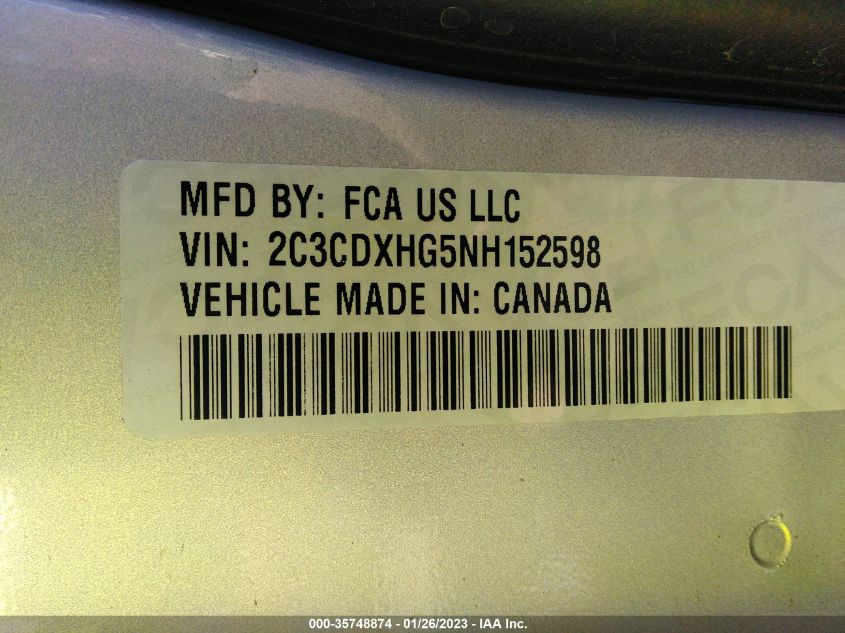 MFD BY: FCA US LLC
VIN: 2C3CDXHG5NH152598
VEHICLE MADE IN: CANADA
000-35748874 - 01/26/2023 - IAA Inc.